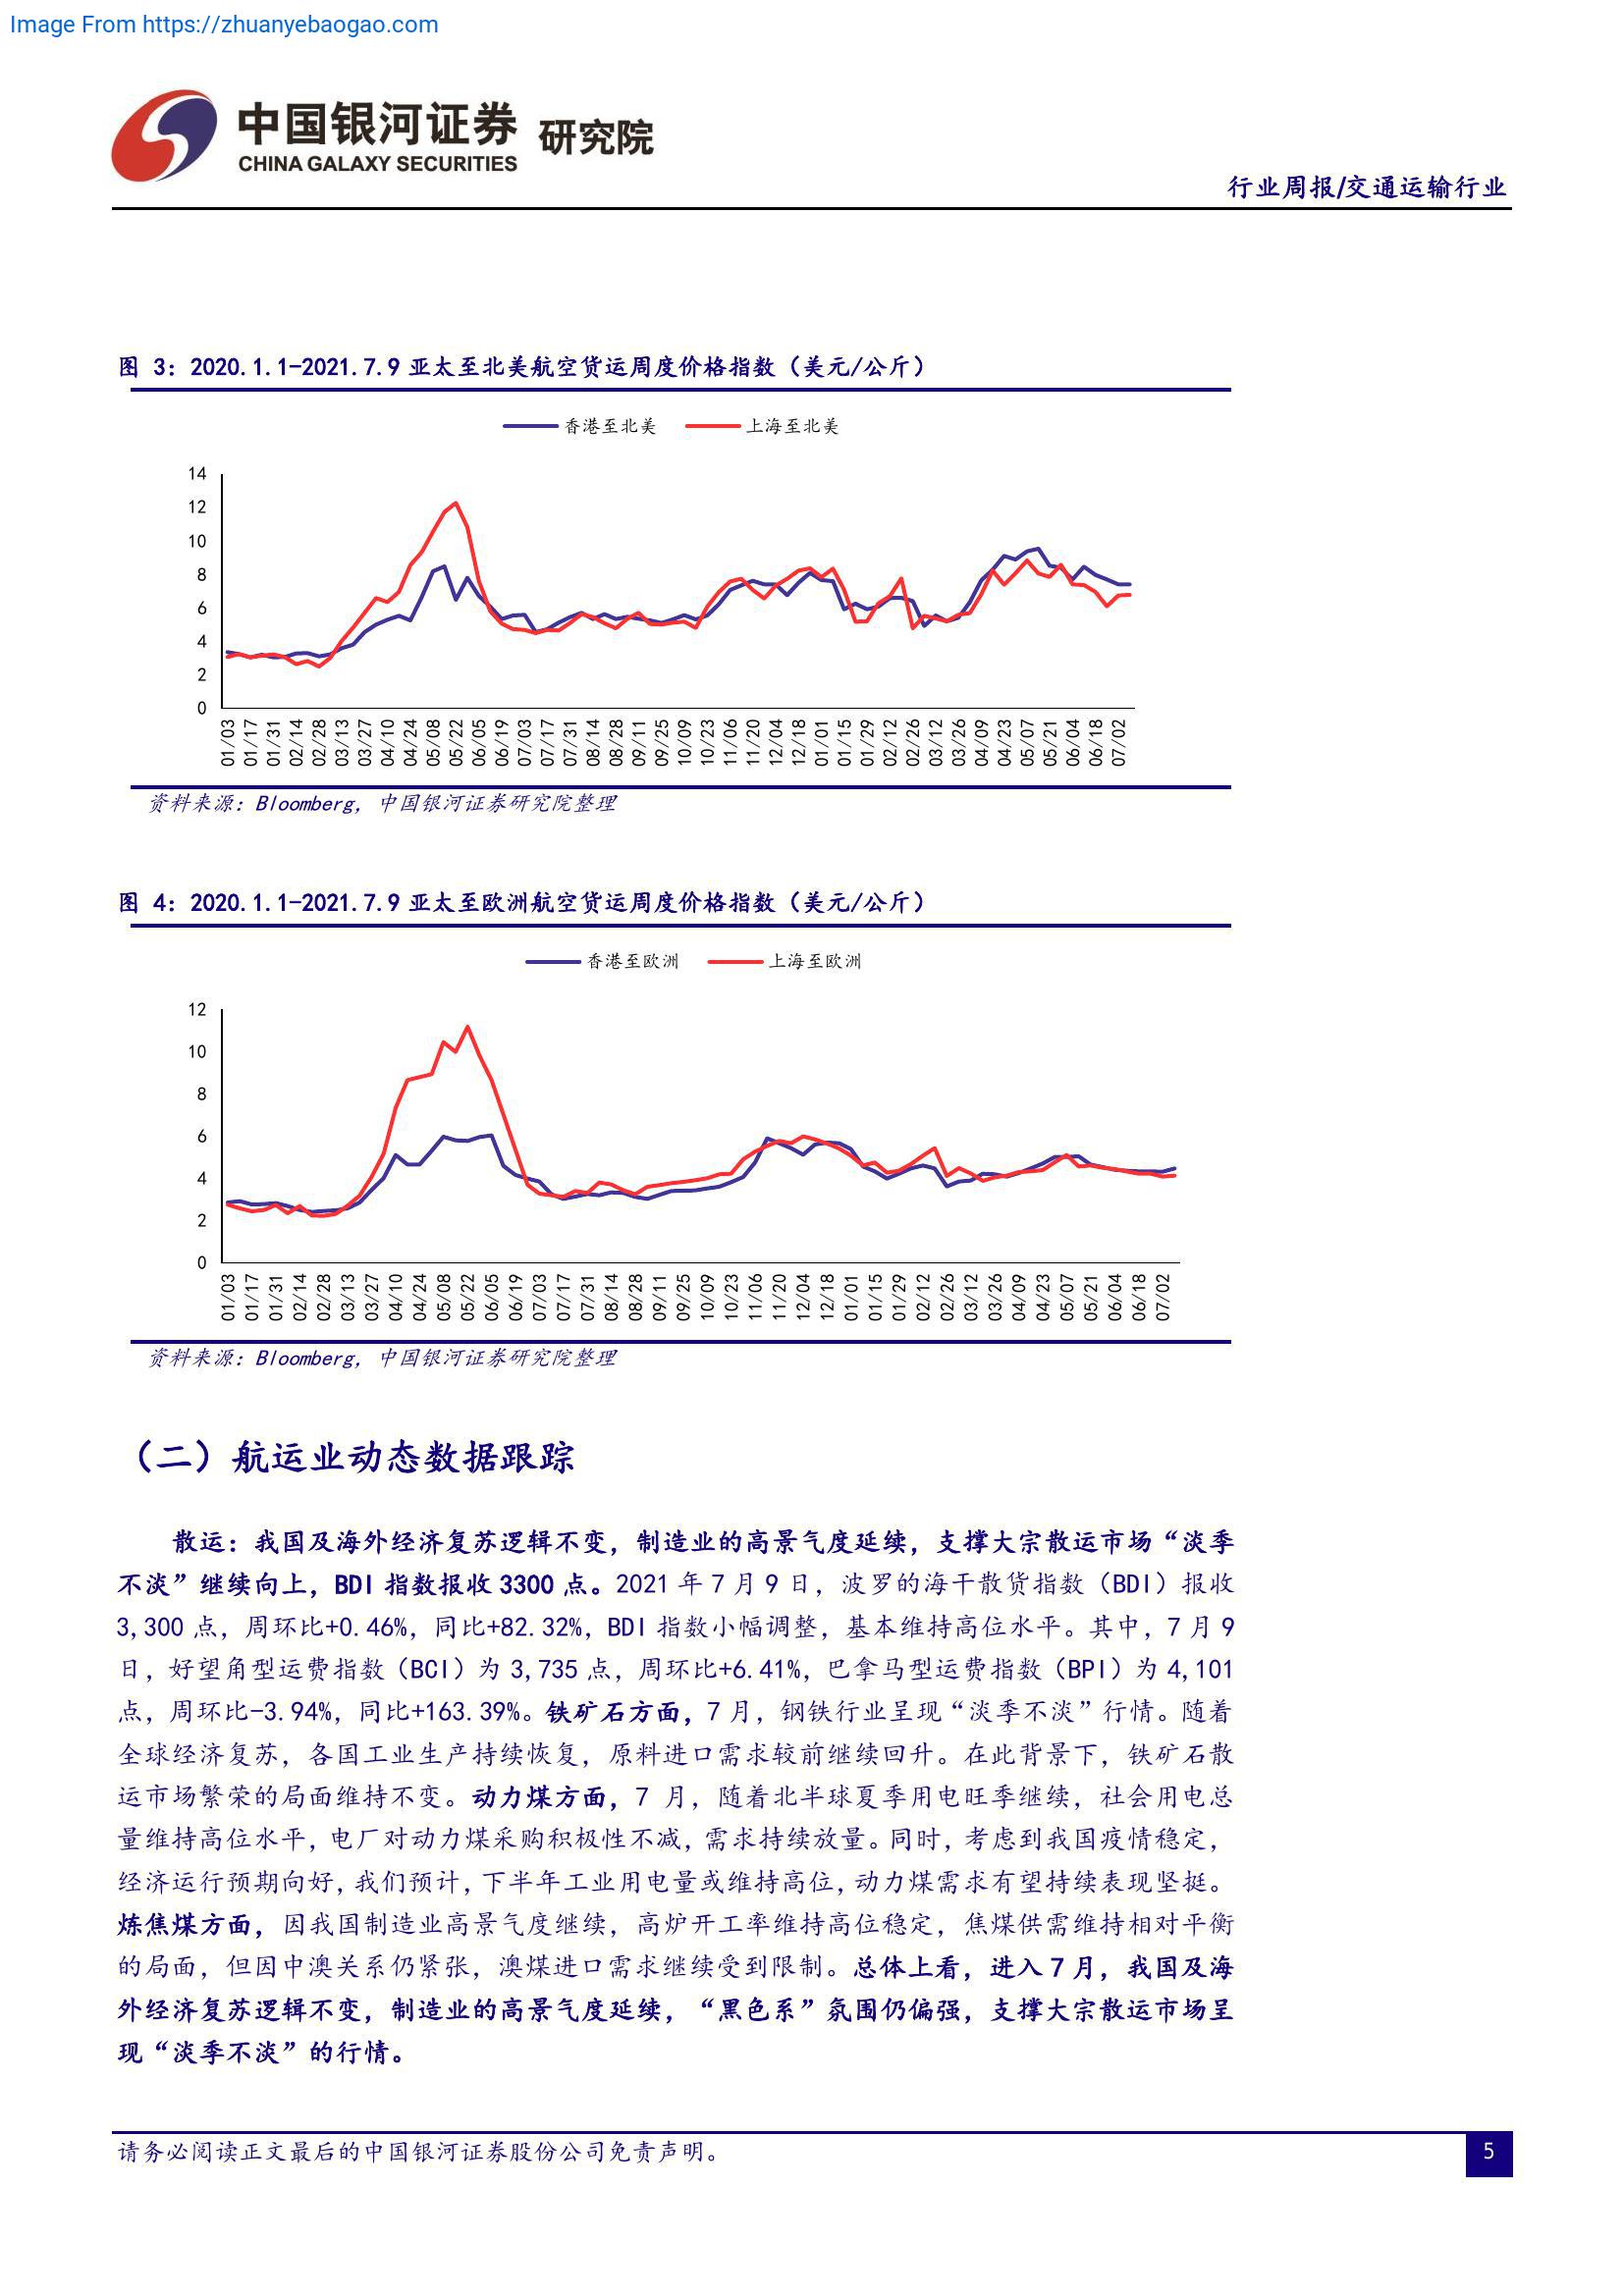 Image From https://zhuanyebaogao.com
中国银河证券 研究院
CHINA GALAXY SECURITIES
行业周报/交通运输行业
图 3：2020.1.1-2021.7.9 亚太至北美航空货运周度价格指数（美元/公斤）
香港至北美 上海至北美
14
12
10
8
6
4
2
0
01/03 01/17 01/31 02/14 02/28 03/13 03/27 04/10 04/24 05/08 05/22 06/05 06/19 07/03 07/17 07/31 08/14 08/28 09/11 09/25 10/09 10/23 11/06 11/20 12/04 12/18 01/01 01/15 01/29 02/12 02/26 03/12 03/26 04/09 04/23 05/07 05/21 06/04 06/18 07/02
资料来源：Bloomberg，中国银河证券研究院整理
图 4：2020.1.1-2021.7.9 亚太至欧洲航空货运周度价格指数（美元/公斤）
香港至欧洲 上海至欧洲
12
10
8
6
4
2
0
01/03 01/17 01/31 02/14 02/28 03/13 03/27 04/10 04/24 05/08 05/22 06/05 06/19 07/03 07/17 07/31 08/14 08/28 09/11 09/25 10/09 10/23 11/06 11/20 12/04 12/18 01/01 01/15 01/29 02/12 02/26 03/12 03/26 04/09 04/23 05/07 05/21 06/04 06/18 07/02
资料来源：Bloomberg，中国银河证券研究院整理
（二）航运业动态数据跟踪
散运：我国及海外经济复苏逻辑不变，制造业的高景气度延续，支撑大宗散运市场“淡季
不淡”继续向上，BDI 指数报收 3300 点。2021 年 7 月 9 日，波罗的海干散货指数（BDI）报收
3,300 点，周环比+0.46%，同比+82.32%，BDI 指数小幅调整，基本维持高位水平。其中，7 月 9
日，好望角型运费指数（BCI）为 3,735 点，周环比+6.41%，巴拿马型运费指数（BPI）为 4,101
点，周环比-3.94%，同比+163.39%。铁矿石方面，7 月，钢铁行业呈现“淡季不淡”行情。随着
全球经济复苏，各国工业生产持续恢复，原料进口需求较前继续回升。在此背景下，铁矿石散
运市场繁荣的局面维持不变。动力煤方面，7 月，随着北半球夏季用电旺季继续，社会用电总
量维持高位水平，电厂对动力煤采购积极性不减，需求持续放量。同时，考虑到我国疫情稳定，
经济运行预期向好，我们预计，下半年工业用电量或维持高位，动力煤需求有望持续表现坚挺。
炼焦煤方面，因我国制造业高景气度继续，高炉开工率维持高位稳定，焦煤供需维持相对平衡
的局面，但因中澳关系仍紧张，澳煤进口需求继续受到限制。总体上看，进入 7 月，我国及海
外经济复苏逻辑不变，制造业的高景气度延续，“黑色系”氛围仍偏强，支撑大宗散运市场呈
现“淡季不淡”的行情。
请务必阅读正文最后的中国银河证券股份公司免责声明。
5